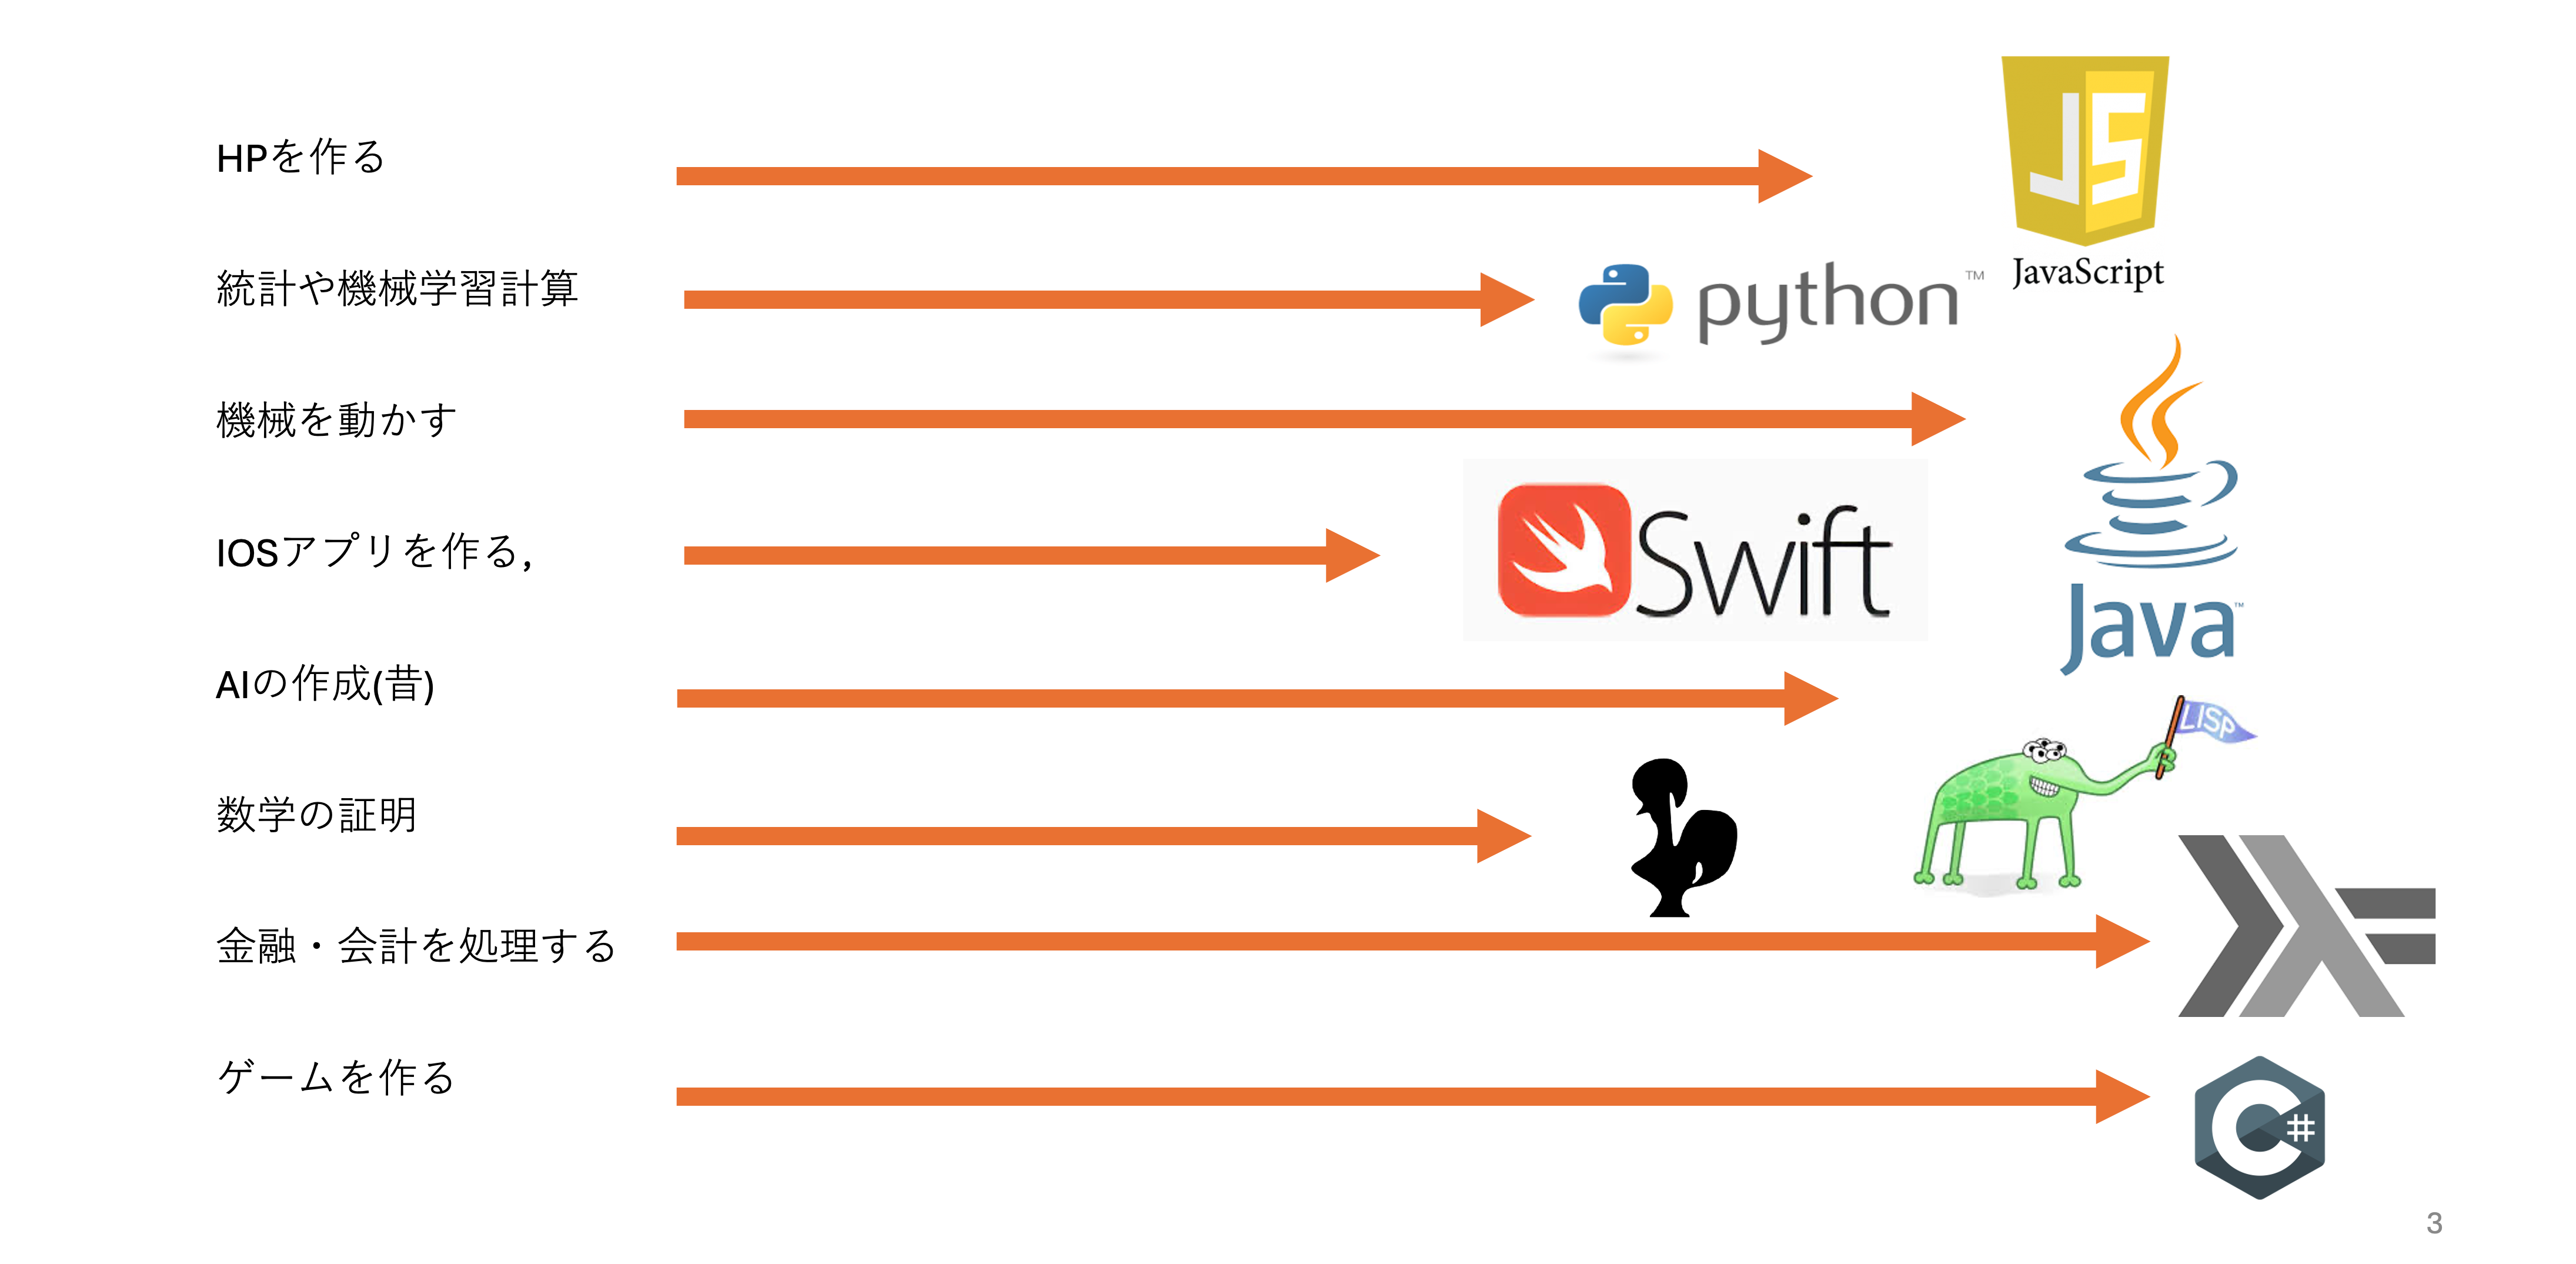 HPを作る
JS
JavaScript
統計や機械学習計算
python™
機械を動かす
IOSアプリを作る,
Swift
Java™
AIの作成(昔)
LISP
数学の証明
金融・会計を処理する
ゲームを作る
C#
3